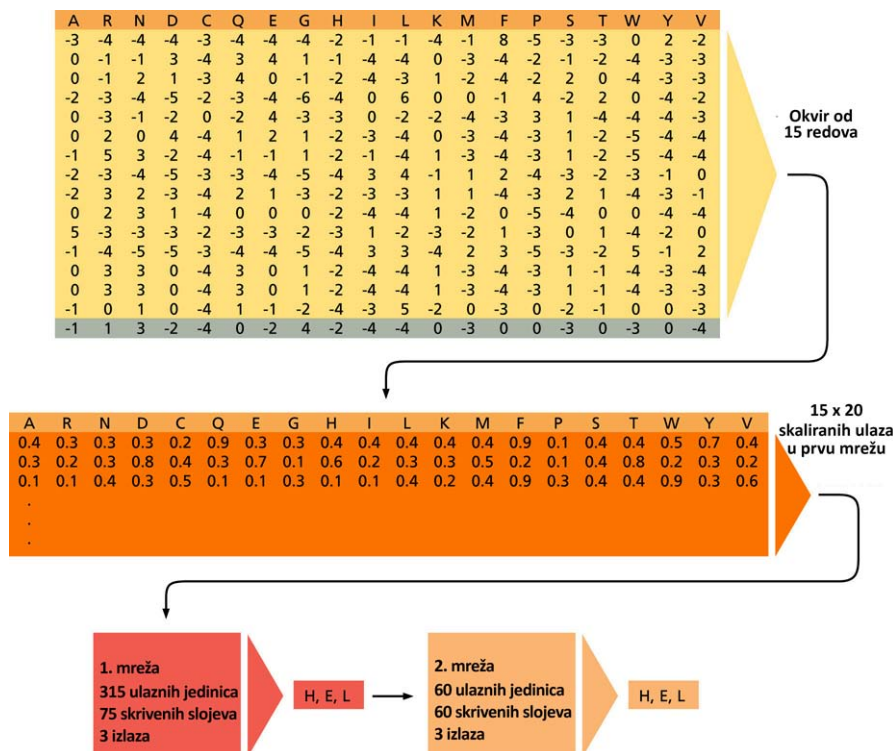 A R N D C Q E G H I L K M F P S T W Y V
-3 -4 -4 -4 -3 -4 -4 -4 -2 -1 -1 -4 -1 8 -5 -3 -3 0 2 -2
0 -1 -1 3 -4 3 4 1 -1 -4 -4 0 -3 -4 -2 -1 -2 -4 -3 -3
0 -1 2 1 -3 4 0 -1 -2 -4 -3 1 -2 -4 -2 2 0 -4 -3 -3
-2 -3 -4 -5 -2 -3 -4 -6 -4 0 6 0 0 -1 4 -2 2 0 -4 -2
0 -3 -1 -2 0 -2 4 -3 -3 0 -2 -2 -4 -3 3 1 -4 -4 -4 -3
0 2 0 4 -4 1 2 1 -2 -3 -4 0 -3 -4 -3 1 -2 -5 -4 -4
-1 5 3 -2 -4 -1 -1 1 -2 -1 -4 1 -3 -4 -3 1 -2 -5 -4 -4
-2 -3 -4 -5 -3 -3 -4 -5 -4 3 4 -1 1 2 -4 -3 -2 -3 -1 0
-2 3 2 -3 -4 2 1 -3 -2 -3 -3 1 1 -4 -3 2 1 -4 -3 -1
0 2 3 1 -4 0 0 0 -2 -4 -4 1 -2 0 -5 -4 0 0 -4 -4
5 -3 -3 -3 -2 -3 -3 -2 -3 1 -2 -3 -2 1 -3 0 1 -4 -2 0
-1 -4 -5 -5 -3 -4 -4 -5 -4 3 3 -4 2 3 -5 -3 -2 5 -1 2
0 3 3 0 -4 3 0 1 -2 -4 -4 1 -3 -4 -3 1 -1 -4 -3 -4
0 3 3 0 -4 3 0 1 -2 -4 -4 1 -3 -4 -3 1 -1 -4 -3 -3
-1 0 1 0 -4 1 -1 -2 -4 -3 5 -2 0 -3 0 -2 -1 0 0 -3
-1 1 3 -2 -4 0 -2 4 -2 -4 -4 0 -3 0 0 -3 0 -3 0 -4
Okvir od
15 redova
A R N D C Q E G H I L K M F P S T W Y V
0.4 0.3 0.3 0.3 0.2 0.9 0.3 0.3 0.4 0.4 0.4 0.4 0.4 0.9 0.1 0.4 0.4 0.5 0.7 0.4
0.3 0.2 0.3 0.8 0.4 0.3 0.7 0.1 0.6 0.2 0.3 0.3 0.5 0.2 0.1 0.4 0.8 0.2 0.3 0.2
0.1 0.1 0.4 0.3 0.5 0.1 0.1 0.3 0.1 0.1 0.4 0.2 0.4 0.9 0.3 0.4 0.4 0.9 0.3 0.6
.
.
.
15 x 20
skaliranih ulaza
u prvu mrežu
1. mreža
315 ulaznih jedinica
75 skrivenih slojeva
3 izlaza
H, E, L
2. mreža
60 ulaznih jedinica
60 skrivenih slojeva
3 izlaza
H, E, L